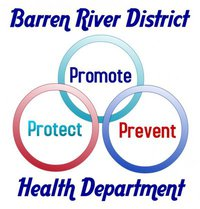 Barren River District
Promote
Protect Prevent
Health Department